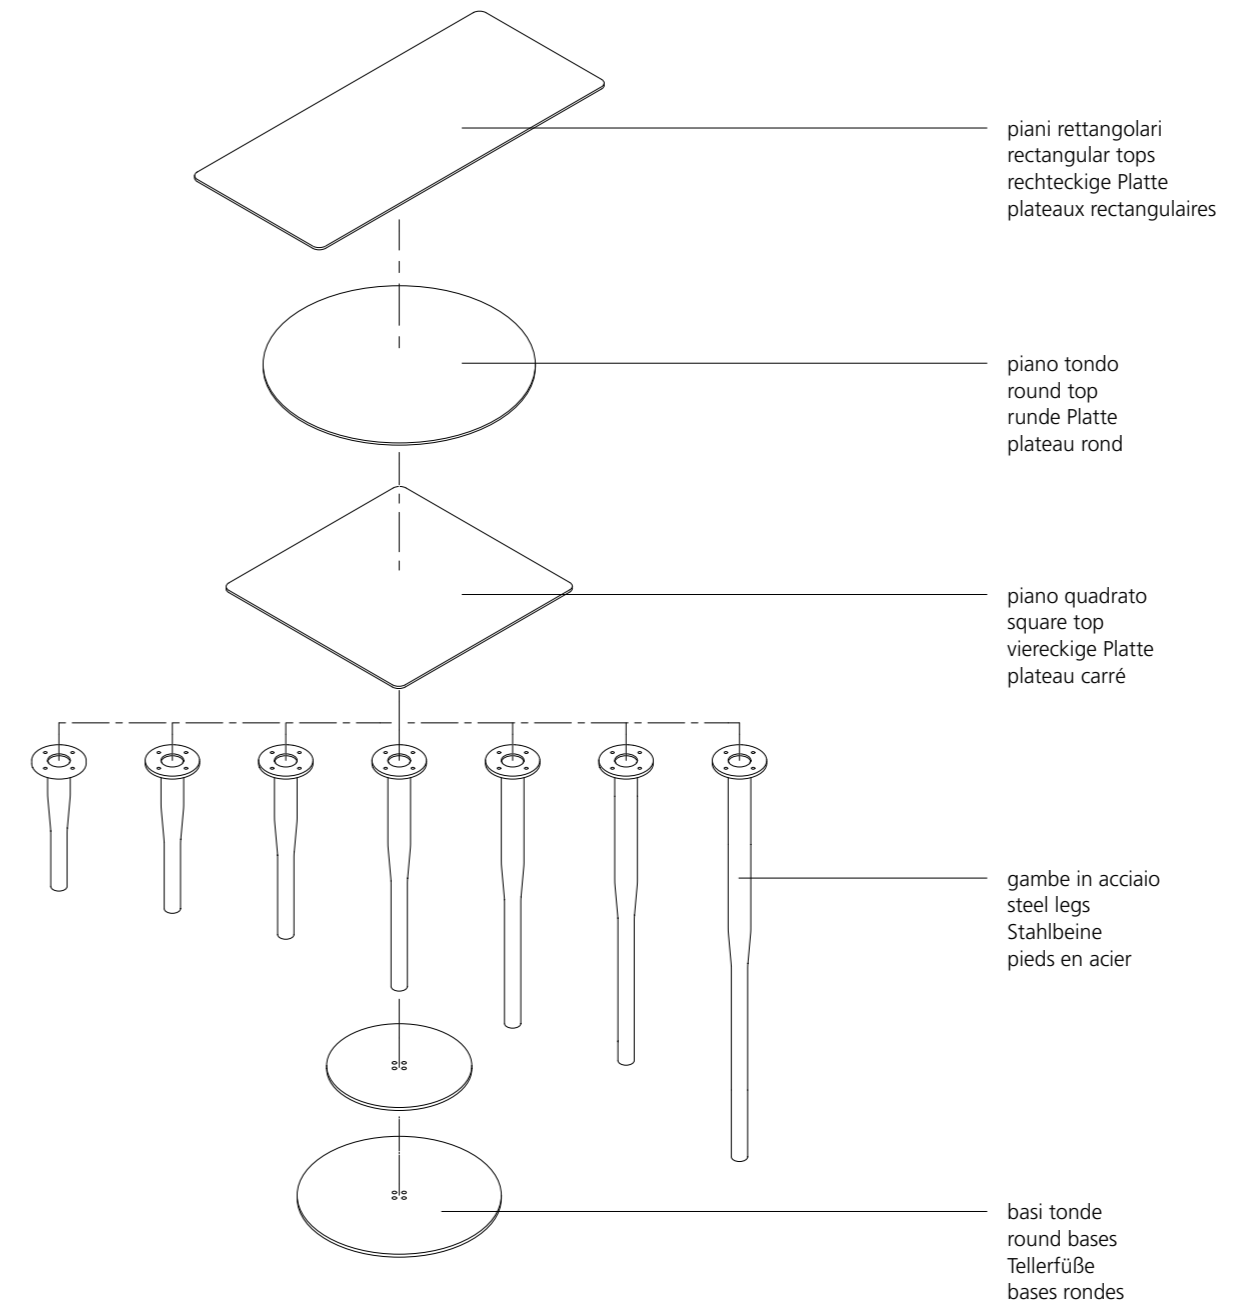 piani rettangolari
rectangular tops
rechteckige Platte
plateaux rectangulaires
piano tondo
round top
runde Platte
plateau rond
piano quadrato
square top
viereckige Platte
plateau carré
gambe in acciaio
steel legs
Stahlbeine
pieds en acier
basi tonde
round bases
Tellerfüße
bases rondes